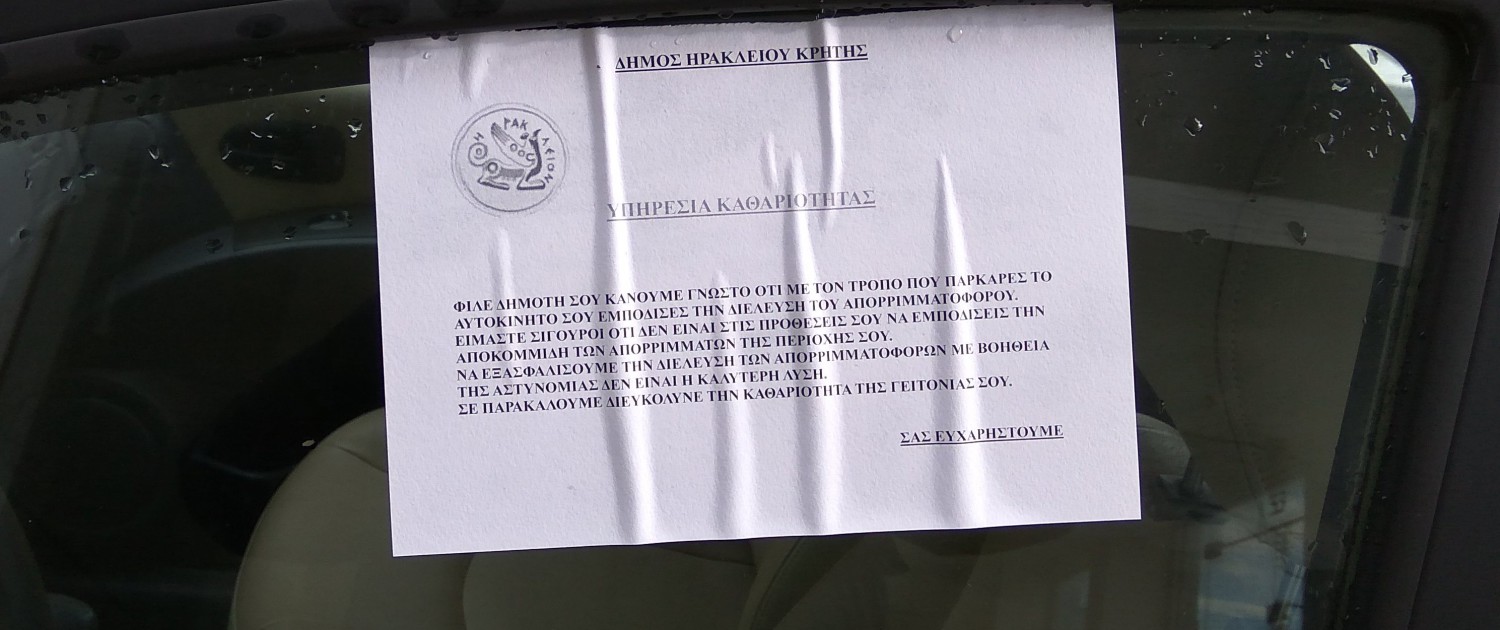 ΔΗΜΟΣ ΗΡΑΚΛΕΙΟΥ ΚΡΗΤΗΣ
ΗΡΑΚΛΕΙΟΝ
ΥΠΗΡΕΣΙΑ ΚΑΘΑΡΙΟΤΗΤΑΣ
ΦΙΛΕ ΔΗΜΟΤΗ ΣΟΥ ΚΑΝΟΥΜΕ ΓΝΩΣΤΟ ΟΤΙ ΜΕ ΤΟΝ ΤΡΟΠΟ ΠΟΥ ΠΑΡΚΑΡΕΣ ΤΟ
ΑΥΤΟΚΙΝΗΤΟ ΣΟΥ ΕΜΠΟΔΙΣΕΣ ΤΗΝ ΔΙΕΛΕΥΣΗ ΤΟΥ ΑΠΟΡΡΙΜΜΑΤΟΦΟΡΟΥ.
ΕΙΜΑΣΤΕ ΣΙΓΟΥΡΟΙ ΟΤΙ ΔΕΝ ΕΙΝΑΙ ΣΤΙΣ ΠΡΟΘΕΣΕΙΣ ΣΟΥ ΝΑ ΕΜΠΟΔΙΣΕΙΣ ΤΗΝ
ΑΠΟΚΟΜΜΙΔΗ ΤΩΝ ΑΠΟΡΡΙΜΜΑΤΩΝ ΤΗΣ ΠΕΡΙΟΧΗΣ ΣΟΥ.
ΝΑ ΕΞΑΣΦΑΛΙΣΟΥΜΕ ΤΗΝ ΔΙΕΛΕΥΣΗ ΤΩΝ ΑΠΟΡΡΙΜΜΑΤΟΦΟΡΩΝ ΜΕ ΒΟΗΘΕΙΑ
ΤΗΣ ΑΣΤΥΝΟΜΙΑΣ ΔΕΝ ΕΙΝΑΙ Η ΚΑΛΥΤΕΡΗ ΛΥΣΗ.
ΣΕ ΠΑΡΑΚΑΛΟΥΜΕ ΔΙΕΥΚΟΛΥΝΕ ΤΗΝ ΚΑΘΑΡΙΟΤΗΤΑ ΤΗΣ ΓΕΙΤΟΝΙΑΣ ΣΟΥ.
ΣΑΣ ΕΥΧΑΡΗΣΤΟΥΜΕ